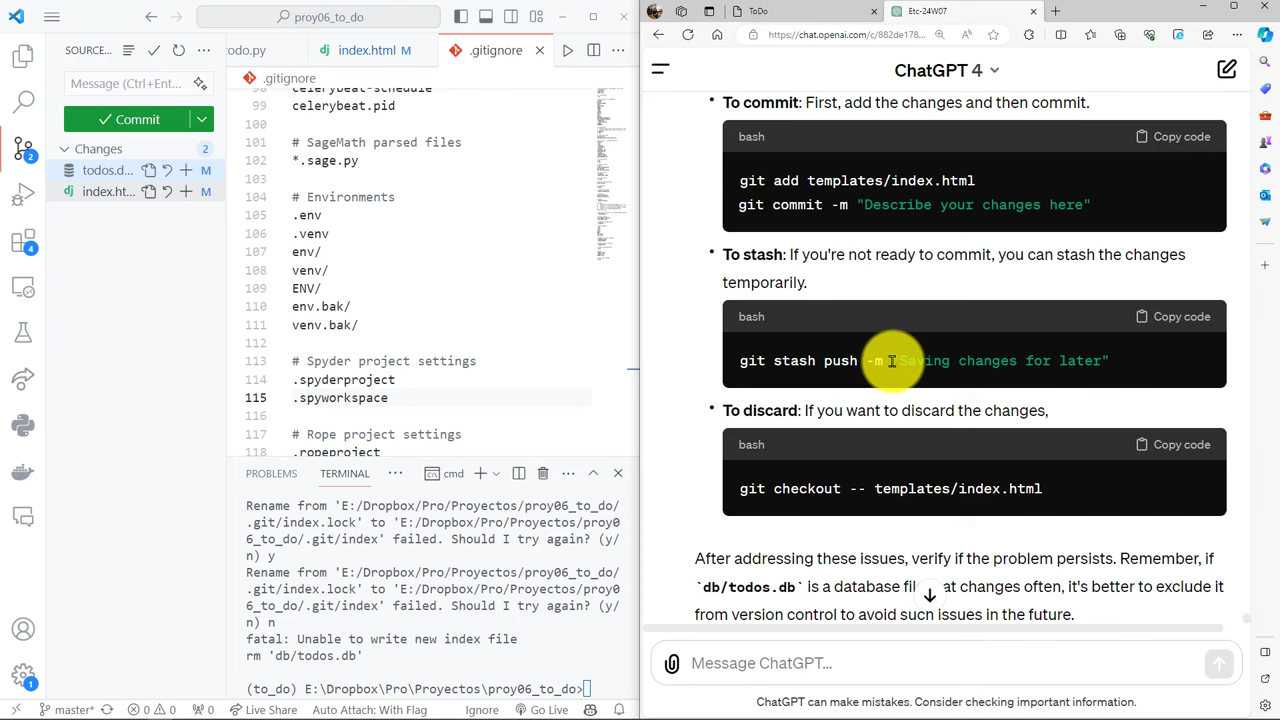 proy06_to_do
SOURCE...
todo.py
index.html M
.gitignore
Message (Ctrl+Ent...
.gitignore
Commit
Changes 2
index.ht... M
99 celerybeat.pid
100
101 # SageMath parsed files
102
103
104 # Environments
105 .env
106 .venv
107 env/
108 venv/
109 ENV/
110 env.bak/
111 venv.bak/
112
113 # Spyder project settings
114 .spyderproject
115 .spyworkspace
116
117 # Rope project settings
118 .ropeproject
PROBLEMS TERMINAL ... cmd
Rename from 'E:/Dropbox/Pro/Proyectos/proy06_to_do/
.git/index.lock' to 'E:/Dropbox/Pro/Proyectos/proy0
6_to_do/.git/index' failed. Should I try again? (y/
n) y
Rename from 'E:/Dropbox/Pro/Proyectos/proy06_to_do/
.git/index.lock' to 'E:/Dropbox/Pro/Proyectos/proy0
6_to_do/.git/index' failed. Should I try again? (y/
n) n
fatal: Unable to write new index file
rm 'db/todos.db'
(to_do) E:\Dropbox\Pro\Proyectos\proy06_to_do>
master* 0 0 0 Live Share Auto Attach: With Flag Ignore Go Live
ToDo
Etc-24W07
https://chat.openai.com/c/882de178...
ChatGPT 4
• To commit: First, add the changes and then commit.
bash Copy code
git add templates/index.html
git commit -m "Describe your changes here"
• To stash: If you're not ready to commit, you can stash the changes
temporarily.
bash Copy code
git stash push -m "Saving changes for later"
• To discard: If you want to discard the changes,
bash Copy code
git checkout -- templates/index.html
After addressing these issues, verify if the problem persists. Remember, if
`db/todos.db` is a database file that changes often, it's better to exclude it
from version control to avoid such issues in the future.
Message ChatGPT...
ChatGPT can make mistakes. Consider checking important information.